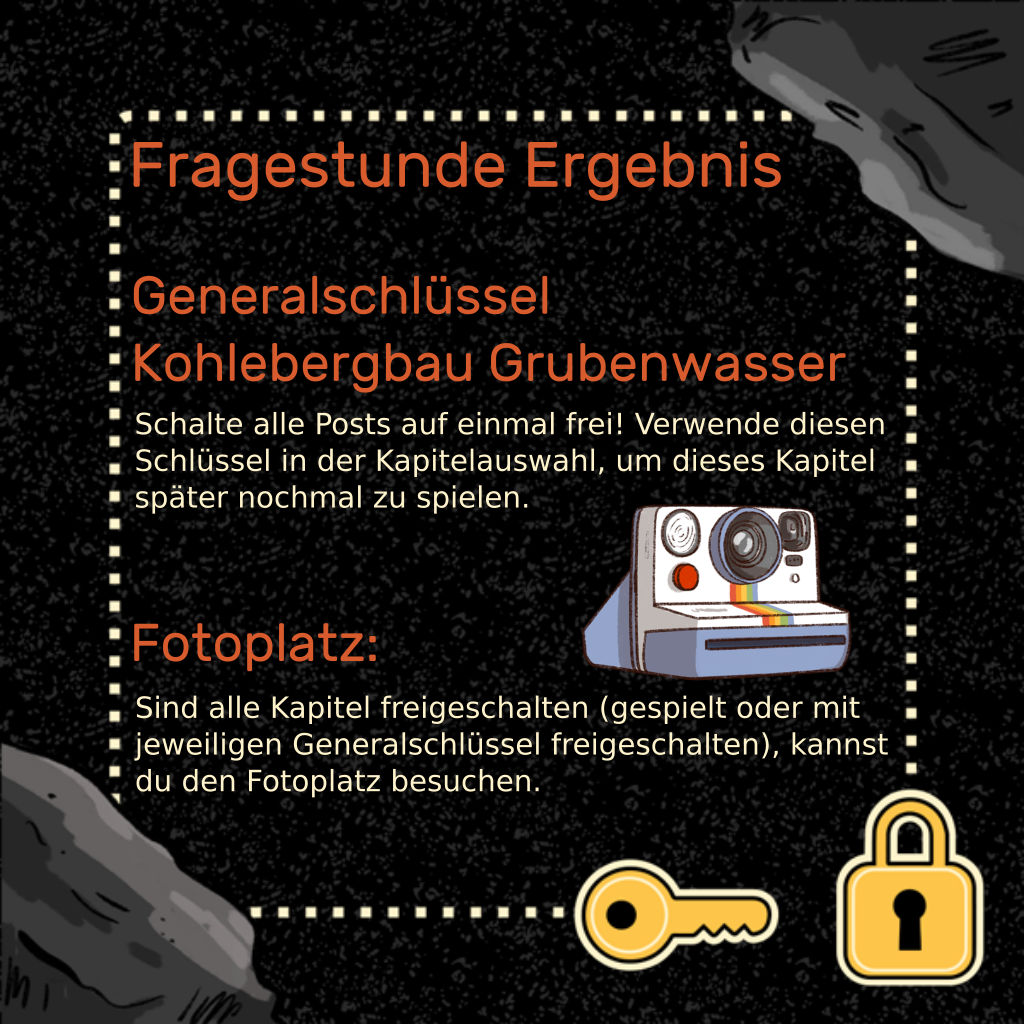 Fragestunde Ergebnis
Generalschlüssel
Kohlebergbau Grubenwasser
Schalte alle Posts auf einmal frei! Verwende diesen
Schlüssel in der Kapitelauswahl, um dieses Kapitel
später nochmal zu spielen.
Fotoplatz:
Sind alle Kapitel freigeschalten (gespielt oder mit
jeweiligen Generalschlüssel freigeschalten), kannst
du den Fotoplatz besuchen.